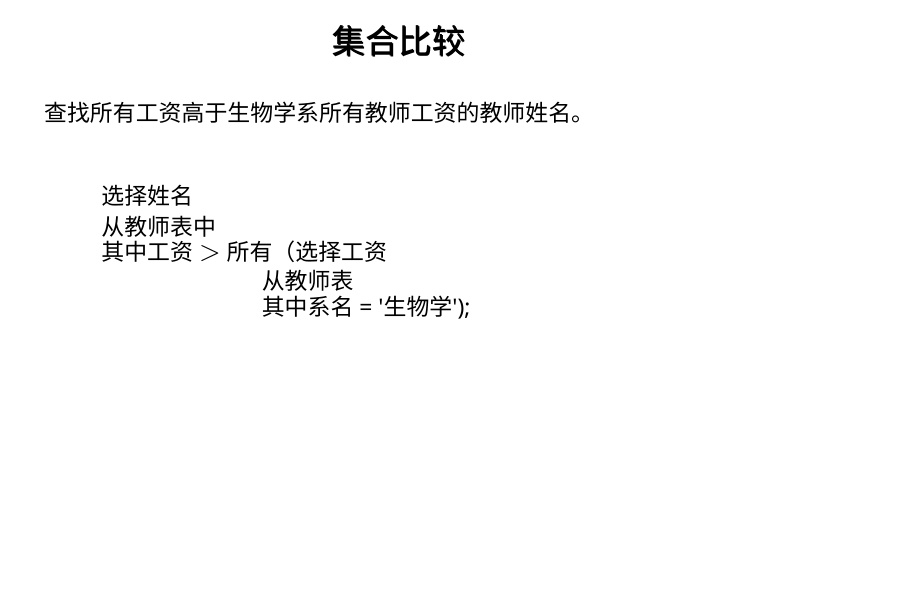 集合比较
查找所有工资高于生物学系所有教师工资的教师姓名。
选择姓名
从教师表中
其中工资 > 所有（选择工资
从教师表
其中系名 = '生物学');